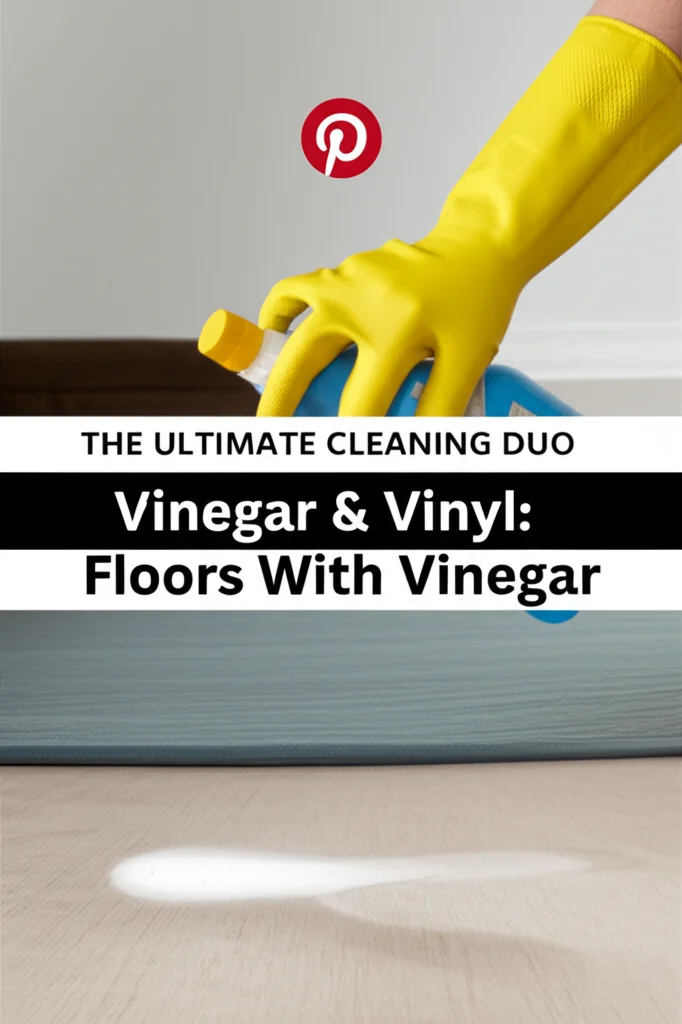 THE ULTIMATE CLEANING DUO
Vinegar & Vinyl:
Floors With Vinegar